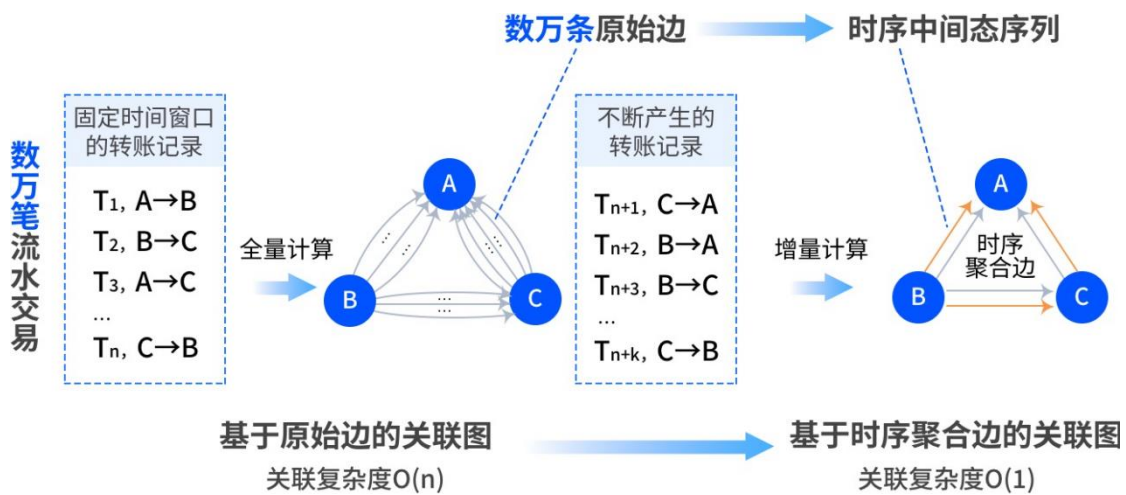 数万条原始边
时序中间态序列
数万笔流水交易
固定时间窗口
的转账记录
T1, A→B
T2, B→C
T3, A→C
...
Tn, C→B
全量计算
A
B
C
...
...
...
...
...
...
不断产生的
转账记录
Tn+1, C→A
Tn+2, B→A
Tn+3, B→C
...
Tn+k, C→B
增量计算
A
时序
聚合边
B
C
基于原始边的关联图
关联复杂度O(n)
基于时序聚合边的关联图
关联复杂度O(1)